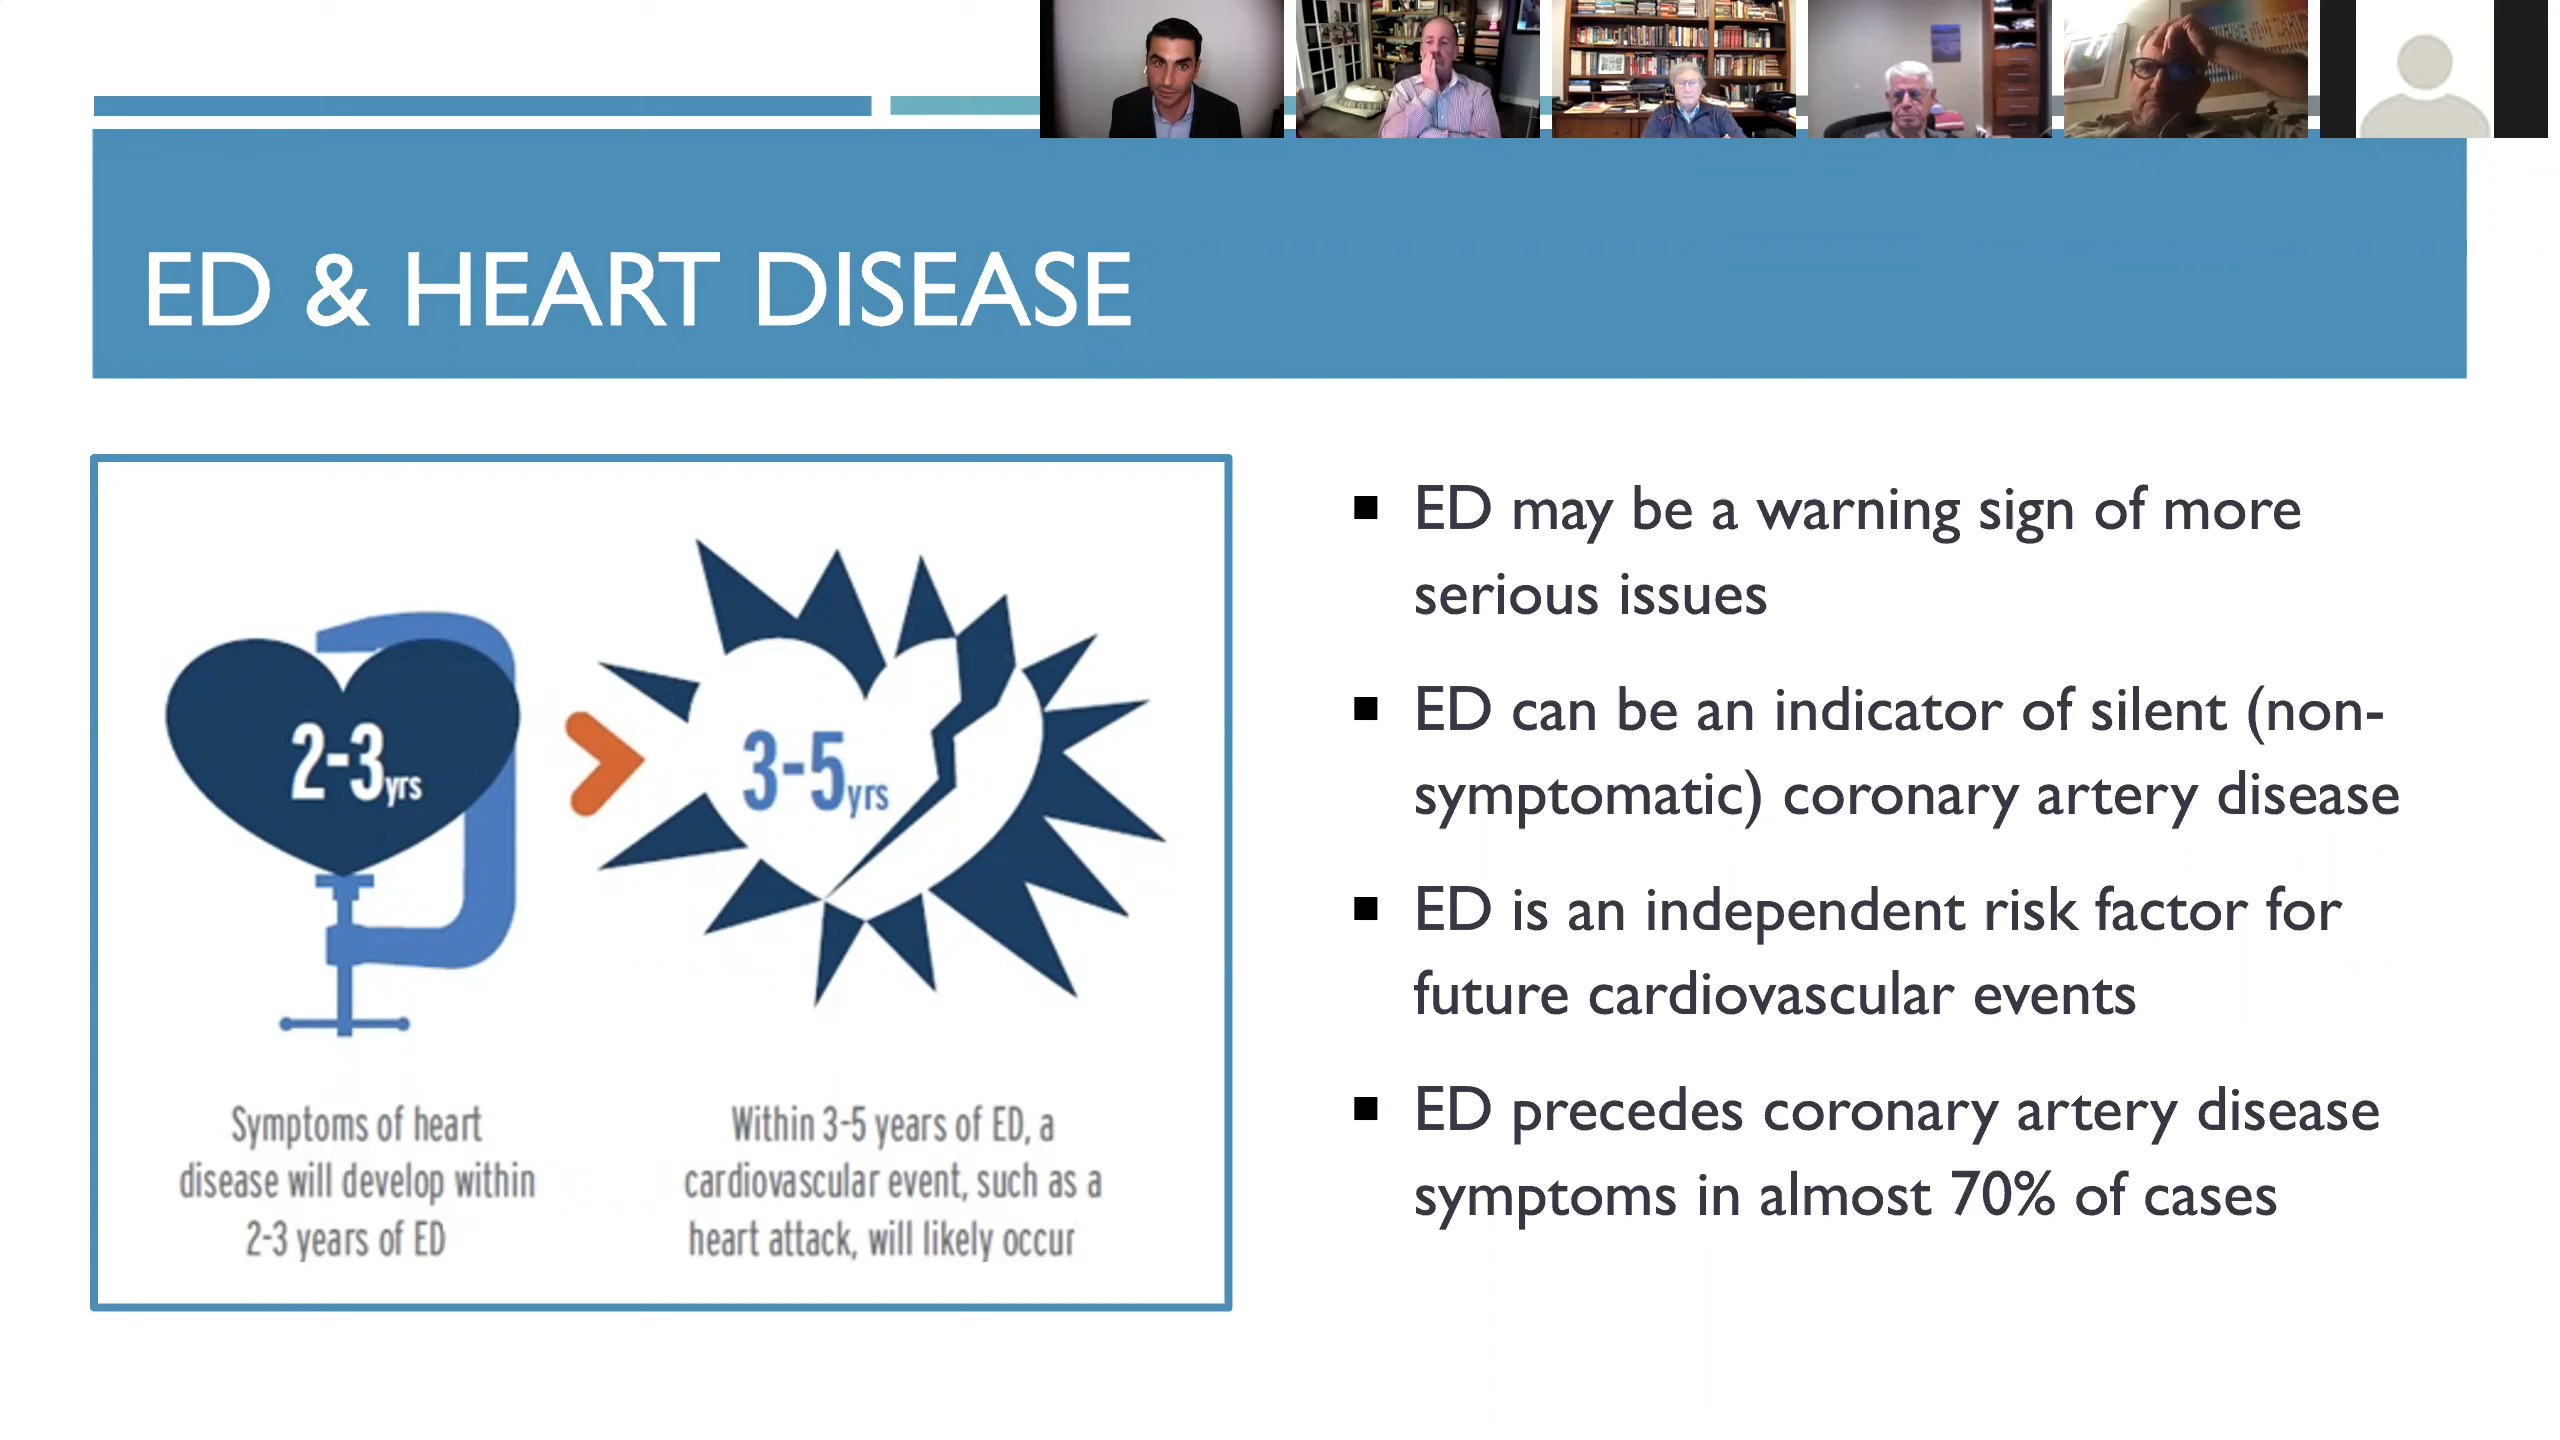 ED & HEART DISEASE
2-3yrs
3-5yrs
Symptoms of heart
disease will develop within
2-3 years of ED
Within 3-5 years of ED, a
cardiovascular event, such as a
heart attack, will likely occur
ED may be a warning sign of more
serious issues
ED can be an indicator of silent (non-
symptomatic) coronary artery disease
ED is an independent risk factor for
future cardiovascular events
ED precedes coronary artery disease
symptoms in almost 70% of cases